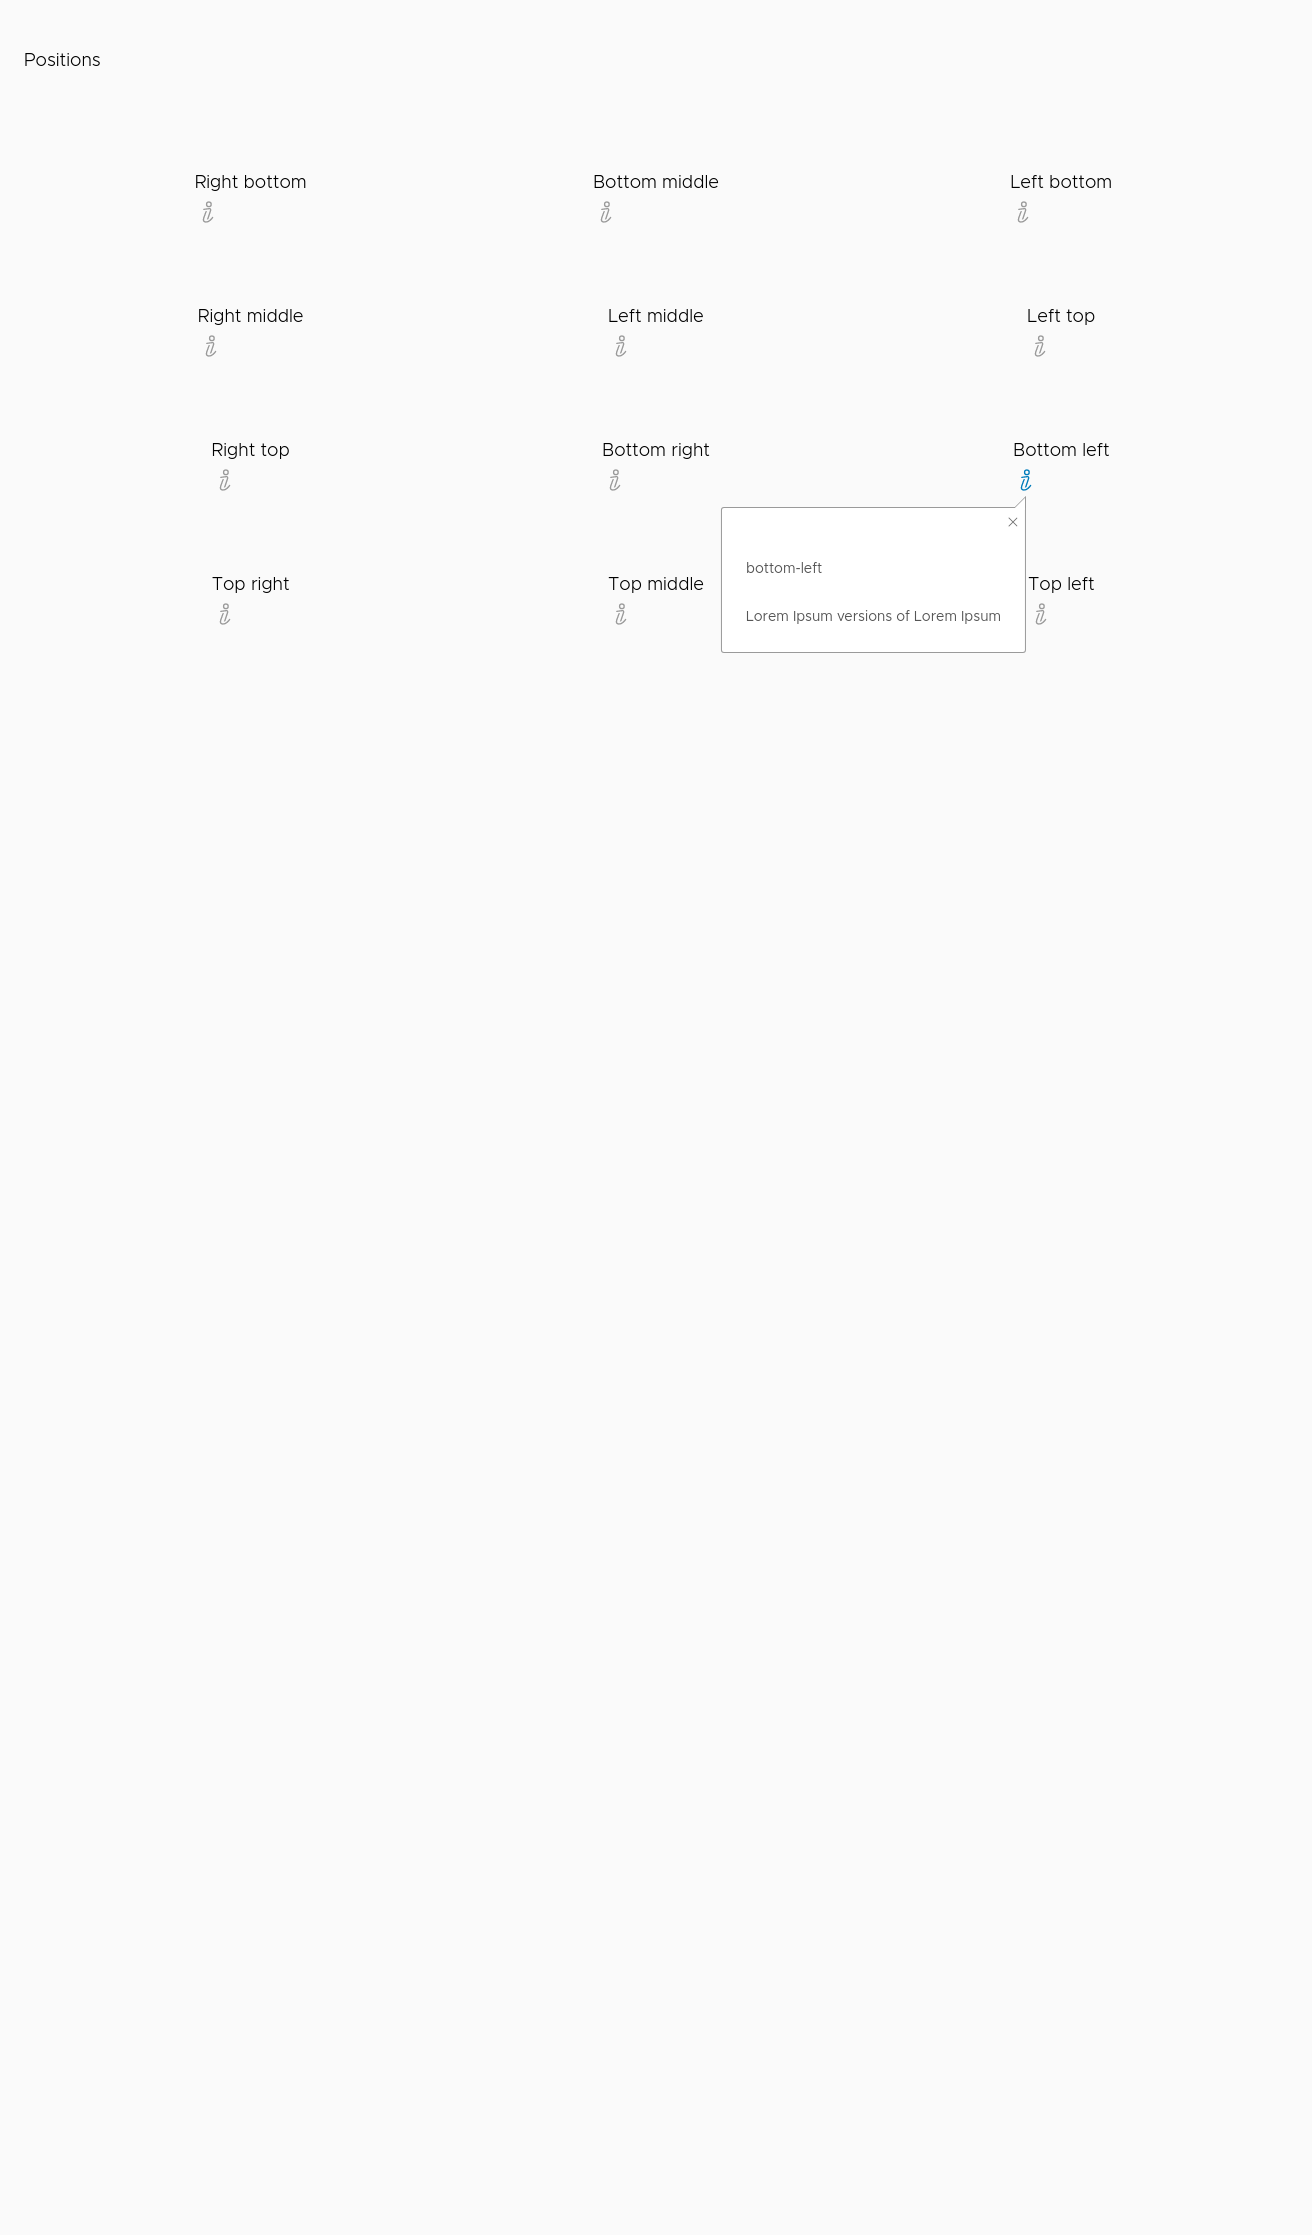 Positions
Right bottom
Bottom middle
Left bottom
Right middle
Left middle
Left top
Right top
Bottom right
Bottom left
bottom-left
Lorem Ipsum versions of Lorem Ipsum
Top right
Top middle
Top left